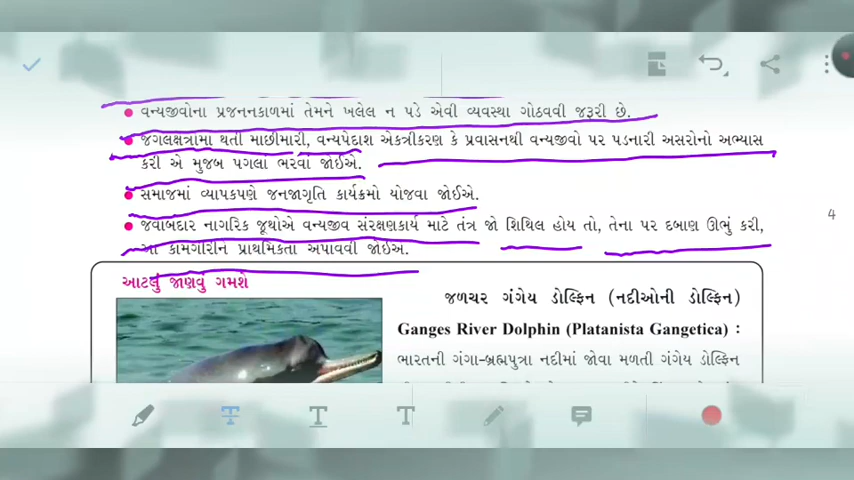 વન્યજીવોના પ્રજનનકાળમાં તેમને ખલેલ ન પડે એવી વ્યવસ્થા ગોઠવવી જરૂરી છે.
જંગલક્ષેત્રોમાં થતી માછીમારી, વન્યપેદાશ એકત્રીકરણ કે પ્રવાસનથી વન્યજીવો પર પડનારી અસરોનો અભ્યાસ
કરી એ મુજબ પગલાં ભરવાં જોઈએ.
સમાજમાં વ્યાપકપણે જનજાગૃતિ કાર્યક્રમો યોજવા જોઈએ.
જવાબદાર નાગરિક જૂથોએ વન્યજીવ સંરક્ષણકાર્ય માટે તંત્ર જો શિથિલ હોય તો, તેના પર દબાણ ઊભું કરી,
આ કામગીરીને પ્રાથમિકતા અપાવવી જોઈએ.
4
આટલું જાણવું ગમશે
જળચર ગંગેય ડોલ્ફિન (નદીઓની ડોલ્ફિન)
Ganges River Dolphin (Platanista Gangetica) :
ભારતની ગંગા-બ્રહ્મપુત્રા નદીમાં જોવા મળતી ગંગેય ડોલ્ફિન